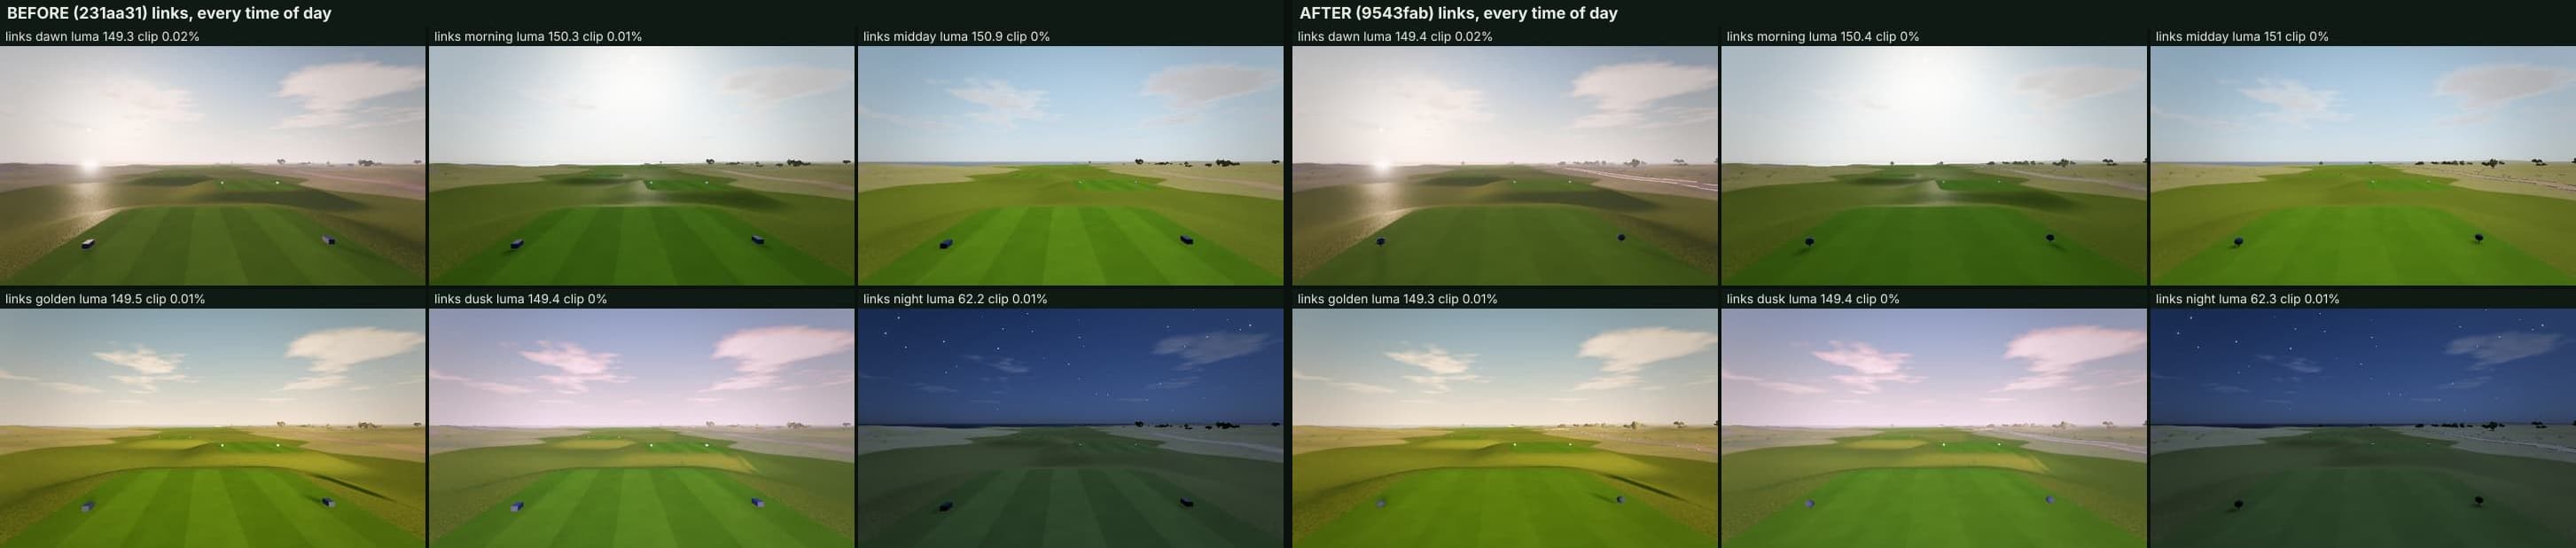 BEFORE (231aa31) links, every time of day
links dawn luma 149.3 clip 0.02%
links morning luma 150.3 clip 0.01%
links midday luma 150.9 clip 0%
links golden luma 149.5 clip 0.01%
links dusk luma 149.4 clip 0%
links night luma 62.2 clip 0.01%
AFTER (9543fab) links, every time of day
links dawn luma 149.4 clip 0.02%
links morning luma 150.4 clip 0%
links midday luma 151 clip 0%
links golden luma 149.3 clip 0.01%
links dusk luma 149.4 clip 0%
links night luma 62.3 clip 0.01%